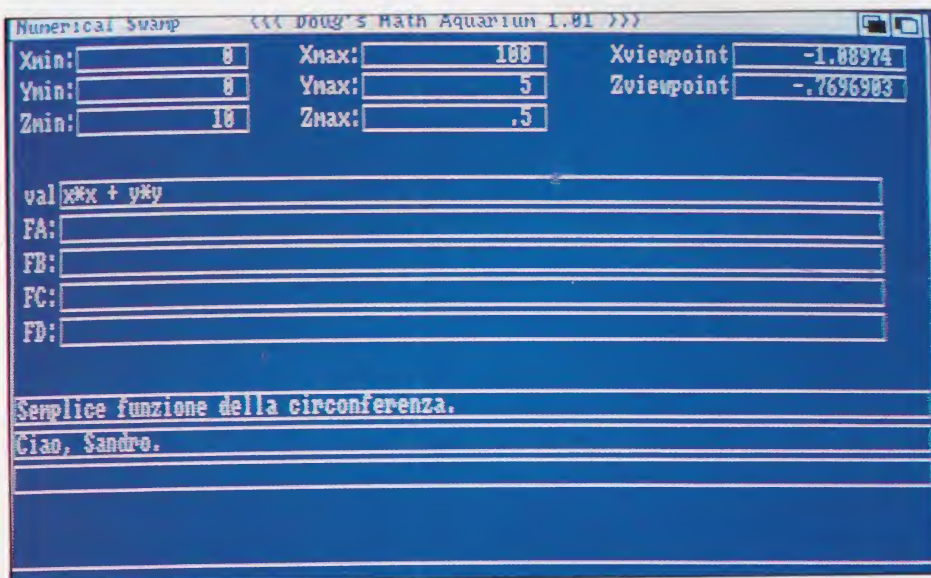 Numerical Swamp <<< Doug's Math Aquarium 1.01 >>>
Xmin: 0 Xmax: 100 Xviewpoint -1.08974
Ymin: 0 Ymax: 5 Zviewpoint -.7696903
Zmin: 10 Zmax: .5
val x*x + y*y
FA:
FB:
FC:
FD:
Semplice funzione della circonferenza.
Ciao, Sandro.